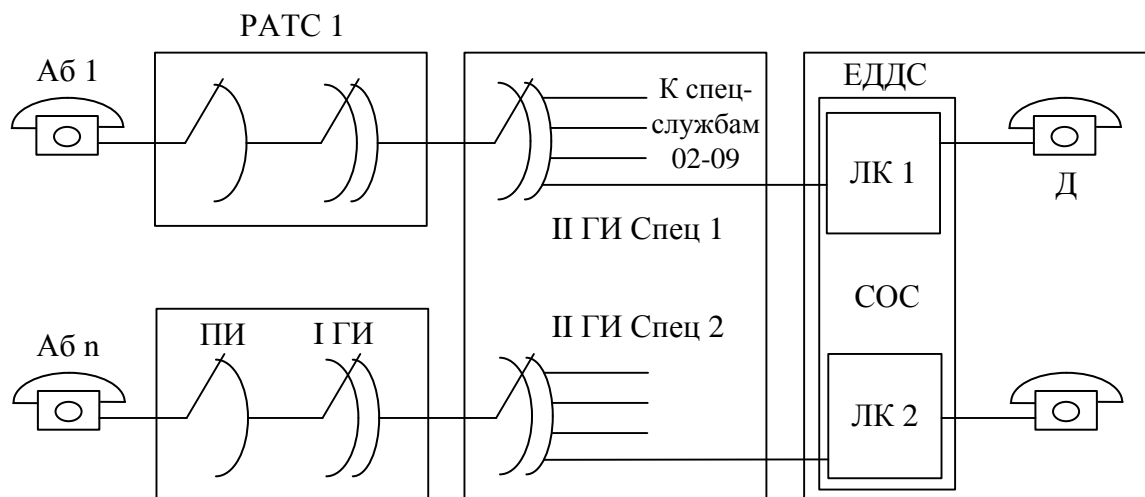 РАТС 1
Аб 1
ЕДДС
К спец-
службам
02-09
ЛК 1
Д
II ГИ Спец 1
СОС
Аб n
ПИ
I ГИ
II ГИ Спец 2
ЛК 2